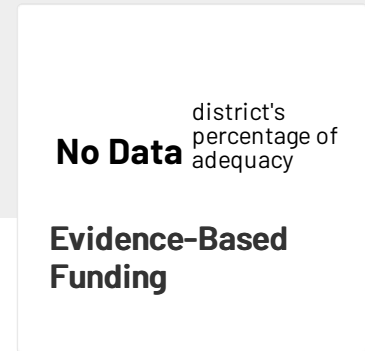 No Data
district's
percentage of
adequacy
Evidence-Based
Funding